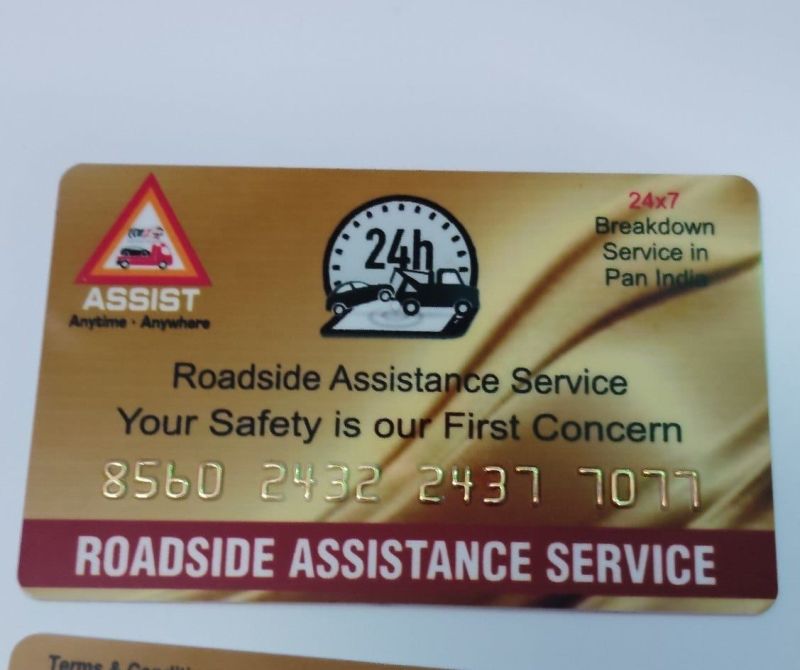 24x7
Breakdown
Service in
Pan India
24h
ASSIST
Anytime · Anywhere
Roadside Assistance Service
Your Safety is our First Concern
8560 2432 2437 7077
ROADSIDE ASSISTANCE SERVICE
Terms &